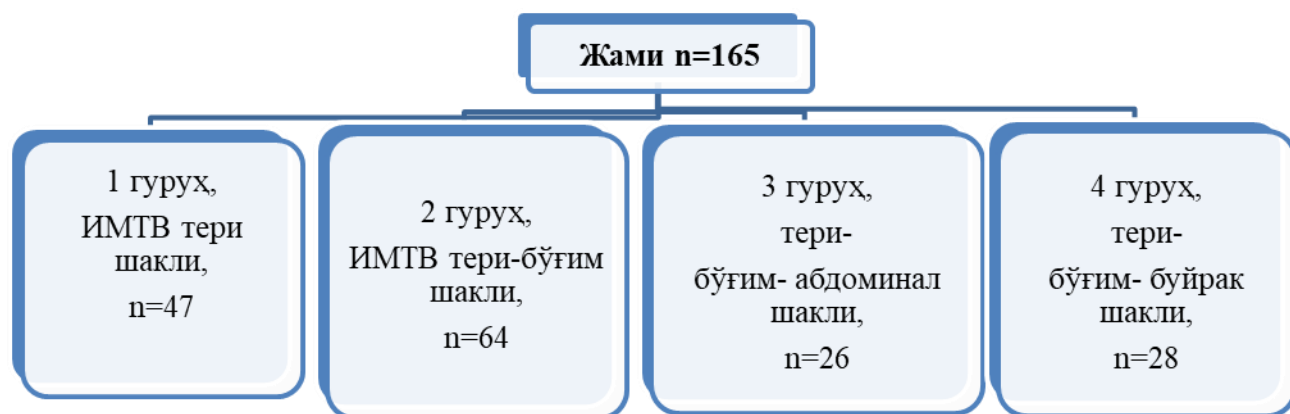 Жами n=165
1 гуруҳ,
ИМТВ тери
шакли,
n=47
2 гуруҳ,
ИМТВ тери-бўғим
шакли,
n=64
3 гуруҳ,
тери-
бўғим- абдоминал
шакли,
n=26
4 гуруҳ,
тери-
бўғим- буйрак
шакли,
n=28